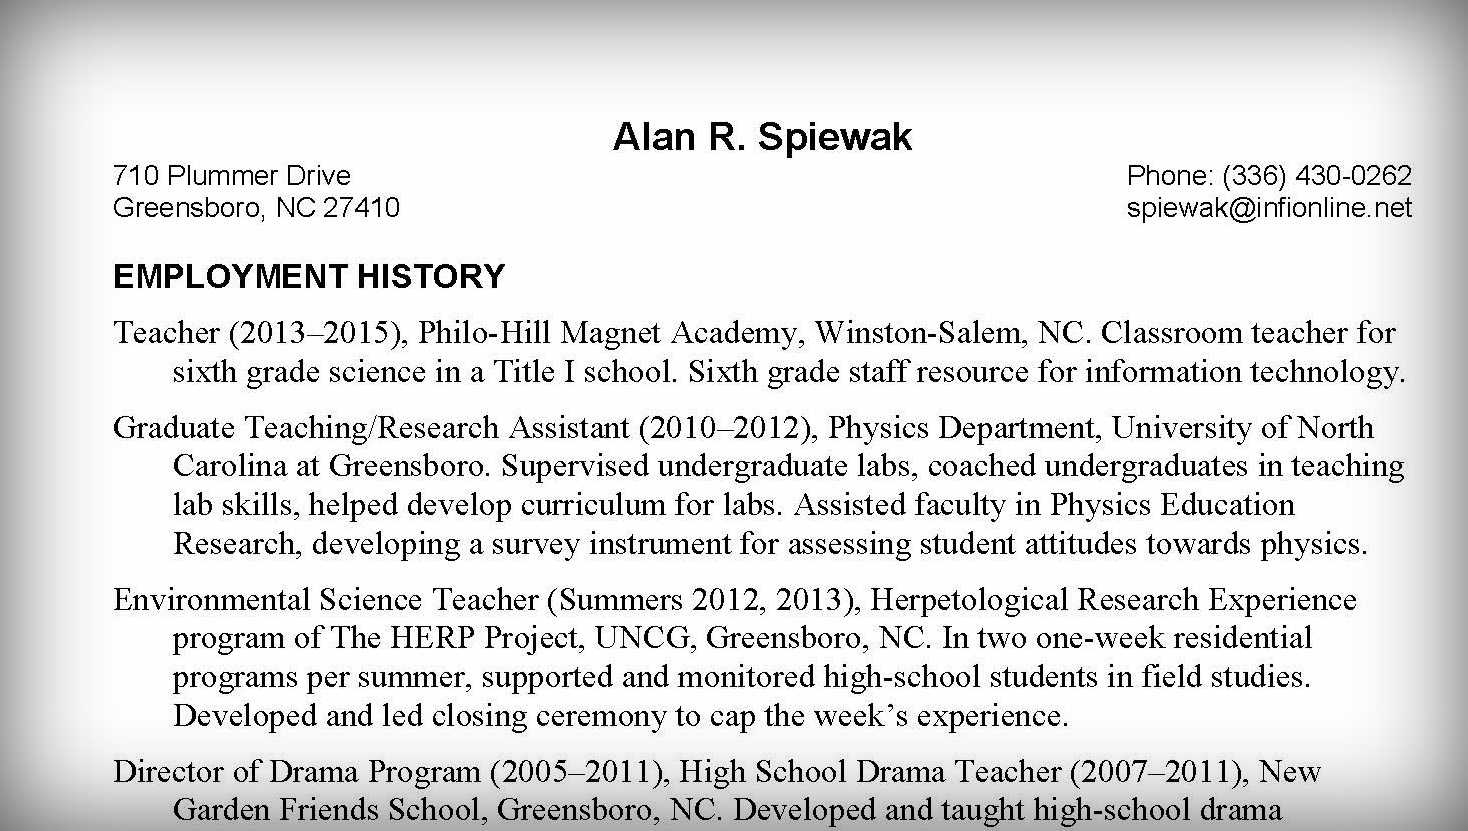 Alan R. Spiewak
710 Plummer Drive
Phone: (336) 430-0262
Greensboro, NC 27410
spiewak@infionline.net
EMPLOYMENT HISTORY
Teacher (2013–2015), Philo-Hill Magnet Academy, Winston-Salem, NC. Classroom teacher for
sixth grade science in a Title I school. Sixth grade staff resource for information technology.
Graduate Teaching/Research Assistant (2010–2012), Physics Department, University of North
Carolina at Greensboro. Supervised undergraduate labs, coached undergraduates in teaching
lab skills, helped develop curriculum for labs. Assisted faculty in Physics Education
Research, developing a survey instrument for assessing student attitudes towards physics.
Environmental Science Teacher (Summers 2012, 2013), Herpetological Research Experience
program of The HERP Project, UNCG, Greensboro, NC. In two one-week residential
programs per summer, supported and monitored high-school students in field studies.
Developed and led closing ceremony to cap the week’s experience.
Director of Drama Program (2005–2011), High School Drama Teacher (2007–2011), New
Garden Friends School, Greensboro, NC. Developed and taught high-school drama